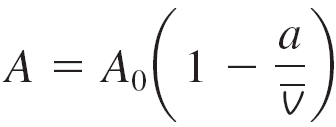 A = A₀(1 − a/v̅)